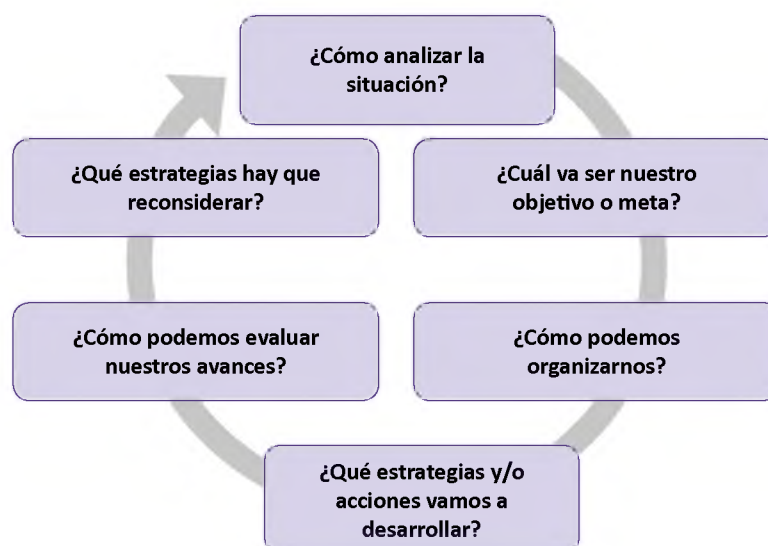 ¿Cómo analizar la
situación?
¿Cuál va ser nuestro
objetivo o meta?
¿Cómo podemos
organizarnos?
¿Qué estrategias y/o
acciones vamos a
desarrollar?
¿Cómo podemos evaluar
nuestros avances?
¿Qué estrategias hay que
reconsiderar?